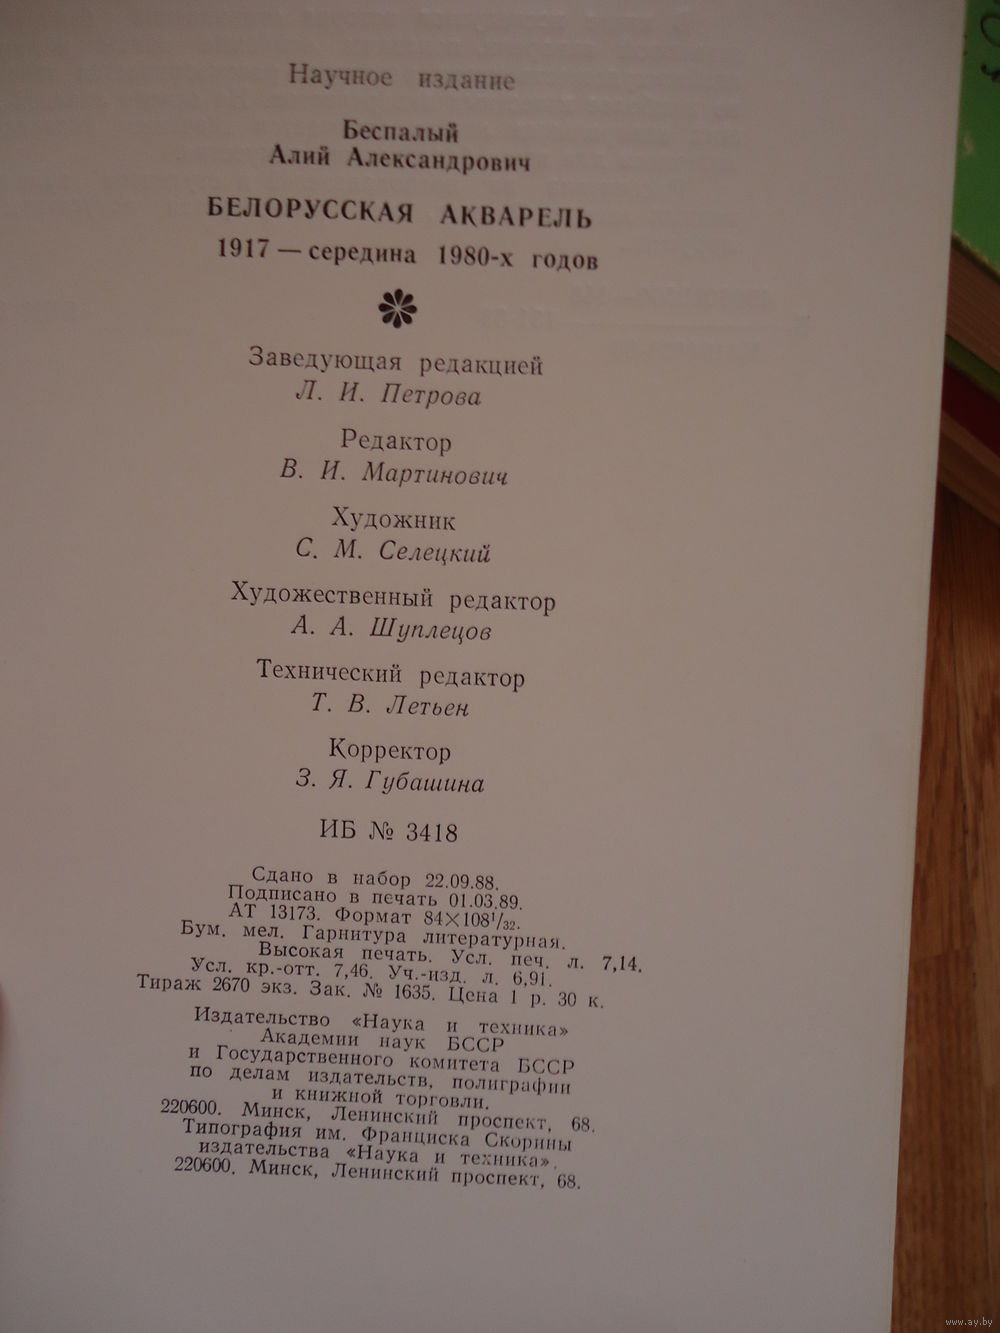 Научное издание
Беспалый
Алий Александрович
БЕЛОРУССКАЯ АКВАРЕЛЬ
1917 — середина 1980-х годов
Заведующая редакцией
Л. И. Петрова
Редактор
В. И. Мартинович
Художник
С. М. Селецкий
Художественный редактор
А. А. Шуплецов
Технический редактор
Т. В. Летьен
Корректор
З. Я. Губашина
ИБ № 3418
Сдано в набор 22.09.88.
Подписано в печать 01.03.89.
АТ 13173. Формат 84×108¹/₃₂.
Бум. мел. Гарнитура литературная.
Высокая печать. Усл. печ. л. 7,14.
Усл. кр.-отт. 7,46. Уч.-изд. л. 6,91.
Тираж 2670 экз. Зак. № 1635. Цена 1 р. 30 к.
Издательство «Наука и техника»
Академии наук БССР
и Государственного комитета БССР
по делам издательств, полиграфии
и книжной торговли.
220600. Минск, Ленинский проспект, 68.
Типография им. Франциска Скорины
издательства «Наука и техника».
220600. Минск, Ленинский проспект, 68.
www.ay.by